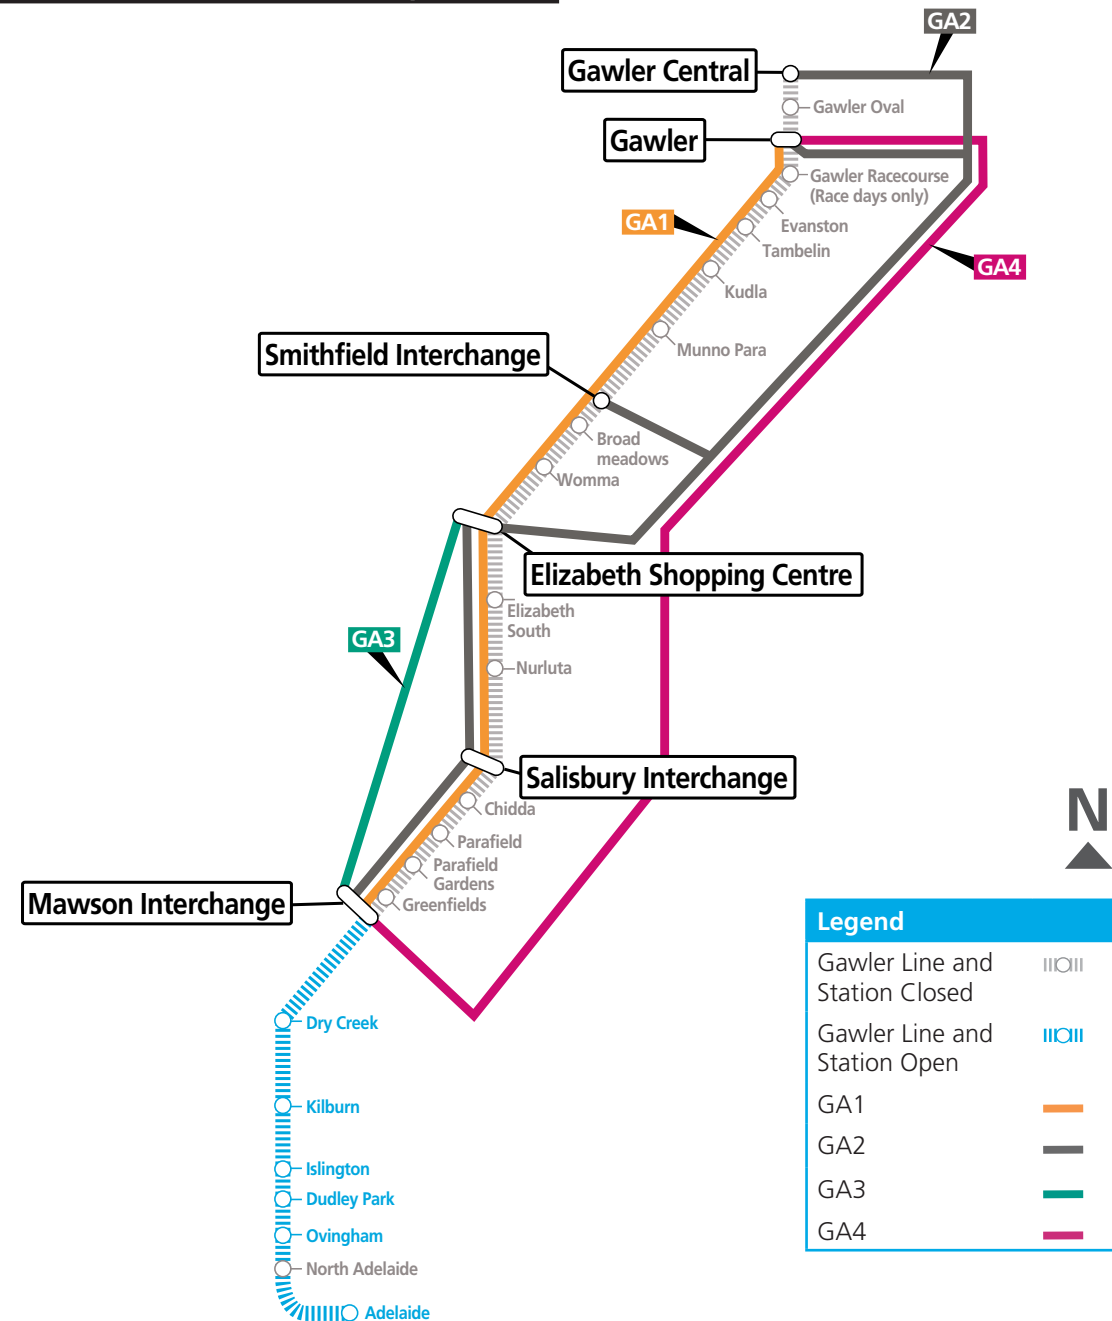 GA2
Gawler Central
Gawler Oval
Gawler
Gawler Racecourse
(Race days only)
GA1
Evanston
Tambelin
GA4
Kudla
Smithfield Interchange
Munno Para
Broad
meadows
Womma
Elizabeth Shopping Centre
Elizabeth
South
GA3
Nurluta
Salisbury Interchange
Chidda
Parafield
Parafield
Gardens
Greenfields
Mawson Interchange
N
Legend
Gawler Line and
Station Closed
Gawler Line and
Station Open
GA1
GA2
GA3
GA4
Dry Creek
Kilburn
Islington
Dudley Park
Ovingham
North Adelaide
Adelaide